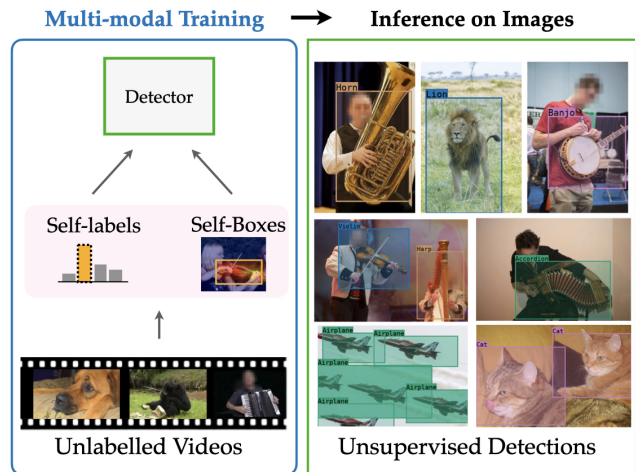 Multi-modal Training → Inference on Images
Detector
Self-labels
Self-Boxes
Unlabelled Videos
Horn
Lion
Banjo
Violin
Harp
Accordion
Airplane
Airplane
Airplane
Airplane
Airplane
Cat
Cat
Unsupervised Detections